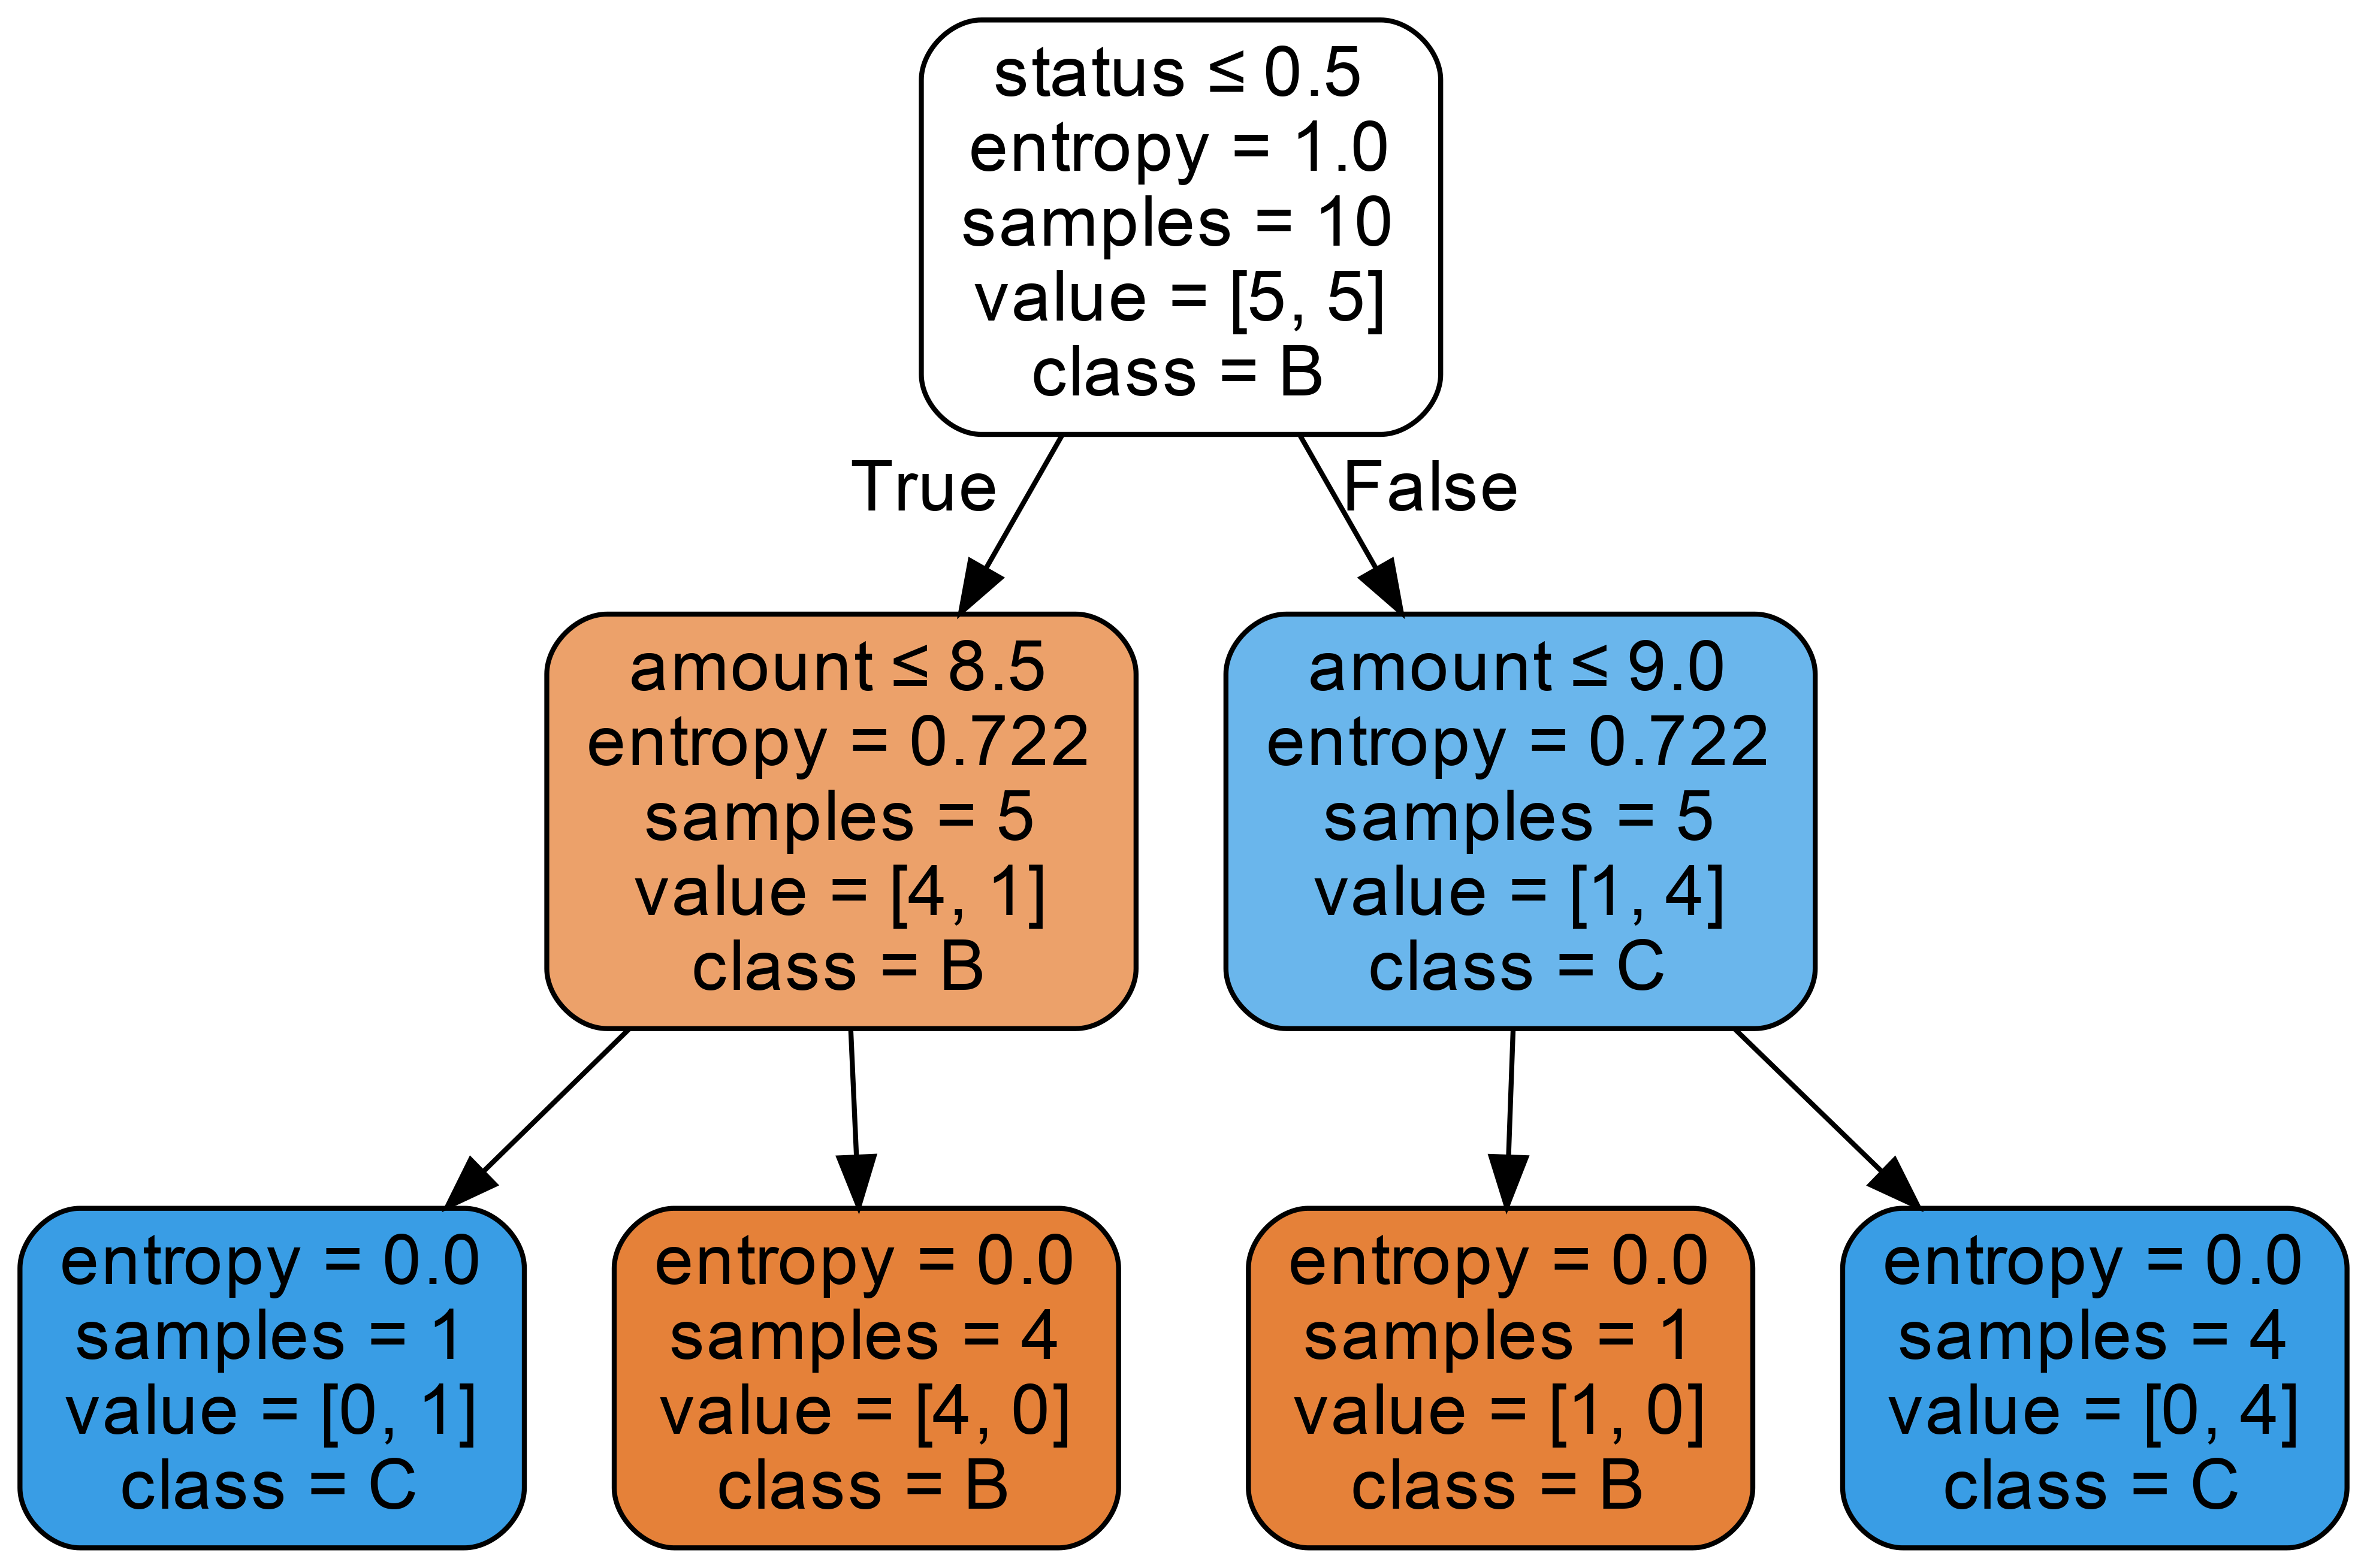 status ≤ 0.5
entropy = 1.0
samples = 10
value = [5, 5]
class = B
True
False
amount ≤ 8.5
entropy = 0.722
samples = 5
value = [4, 1]
class = B
amount ≤ 9.0
entropy = 0.722
samples = 5
value = [1, 4]
class = C
entropy = 0.0
samples = 1
value = [0, 1]
class = C
entropy = 0.0
samples = 4
value = [4, 0]
class = B
entropy = 0.0
samples = 1
value = [1, 0]
class = B
entropy = 0.0
samples = 4
value = [0, 4]
class = C